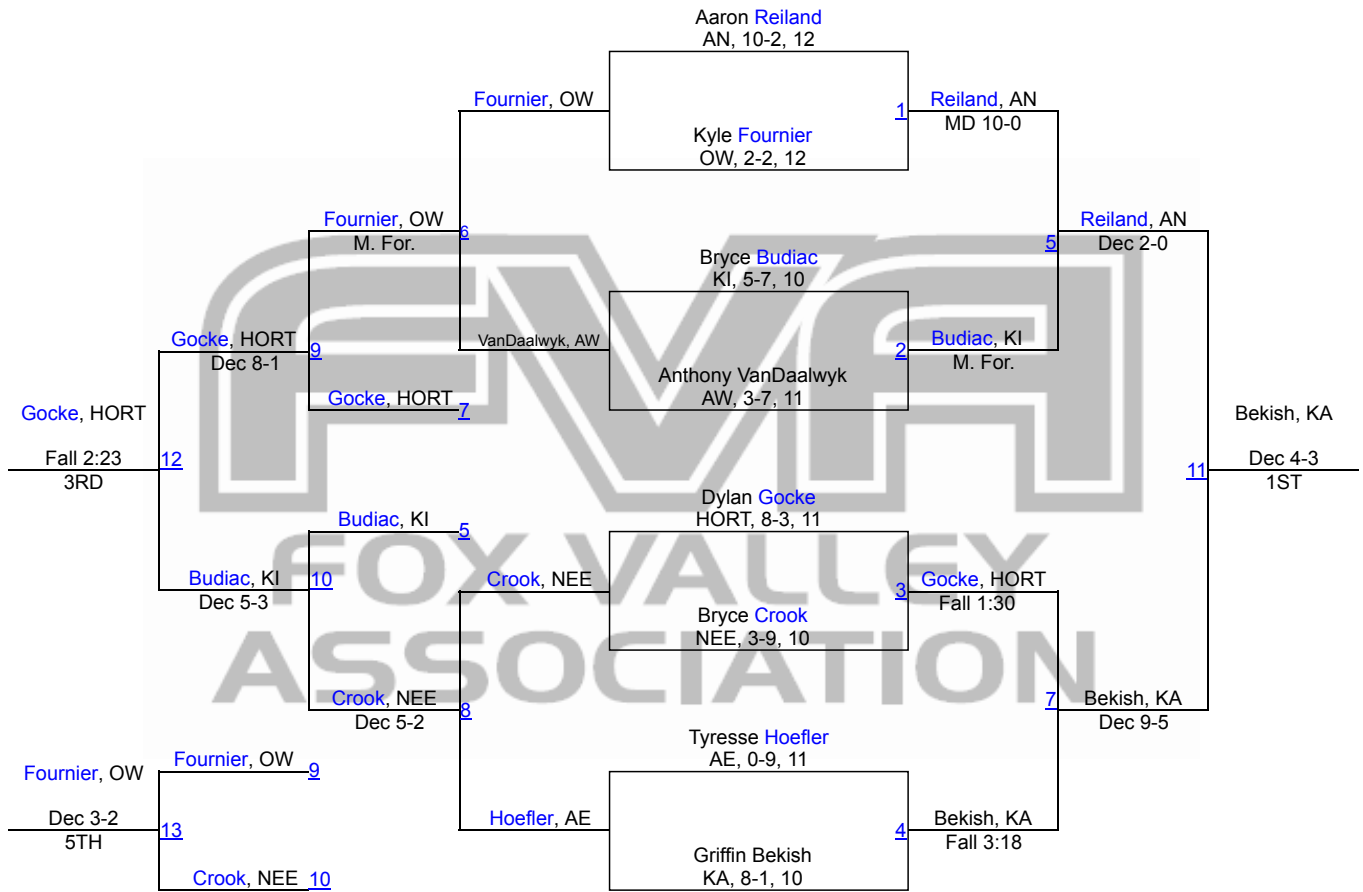 Aaron Reiland
AN, 10-2, 12
Fournier, OW
1
Reiland, AN
MD 10-0
Kyle Fournier
OW, 2-2, 12
Fournier, OW
M. For.
6
Reiland, AN
Dec 2-0
5
Bryce Budiac
KI, 5-7, 10
Gocke, HORT
Dec 8-1
9
VanDaalwyk, AW
2
Budiac, KI
M. For.
Anthony VanDaalwyk
AW, 3-7, 11
Gocke, HORT
7
Gocke, HORT
Fall 2:23
3RD
12
Bekish, KA
Dec 4-3
1ST
11
Dylan Gocke
HORT, 8-3, 11
Budiac, KI
5
Budiac, KI
Dec 5-3
10
Crook, NEE
3
Gocke, HORT
Fall 1:30
Bryce Crook
NEE, 3-9, 10
Crook, NEE
Dec 5-2
8
7
Bekish, KA
Dec 9-5
Tyresse Hoefler
AE, 0-9, 11
Fournier, OW
9
Fournier, OW
Dec 3-2
5TH
13
Hoefler, AE
4
Bekish, KA
Fall 3:18
Griffin Bekish
KA, 8-1, 10
Crook, NEE
10
FVA
FOX VALLEY
ASSOCIATION